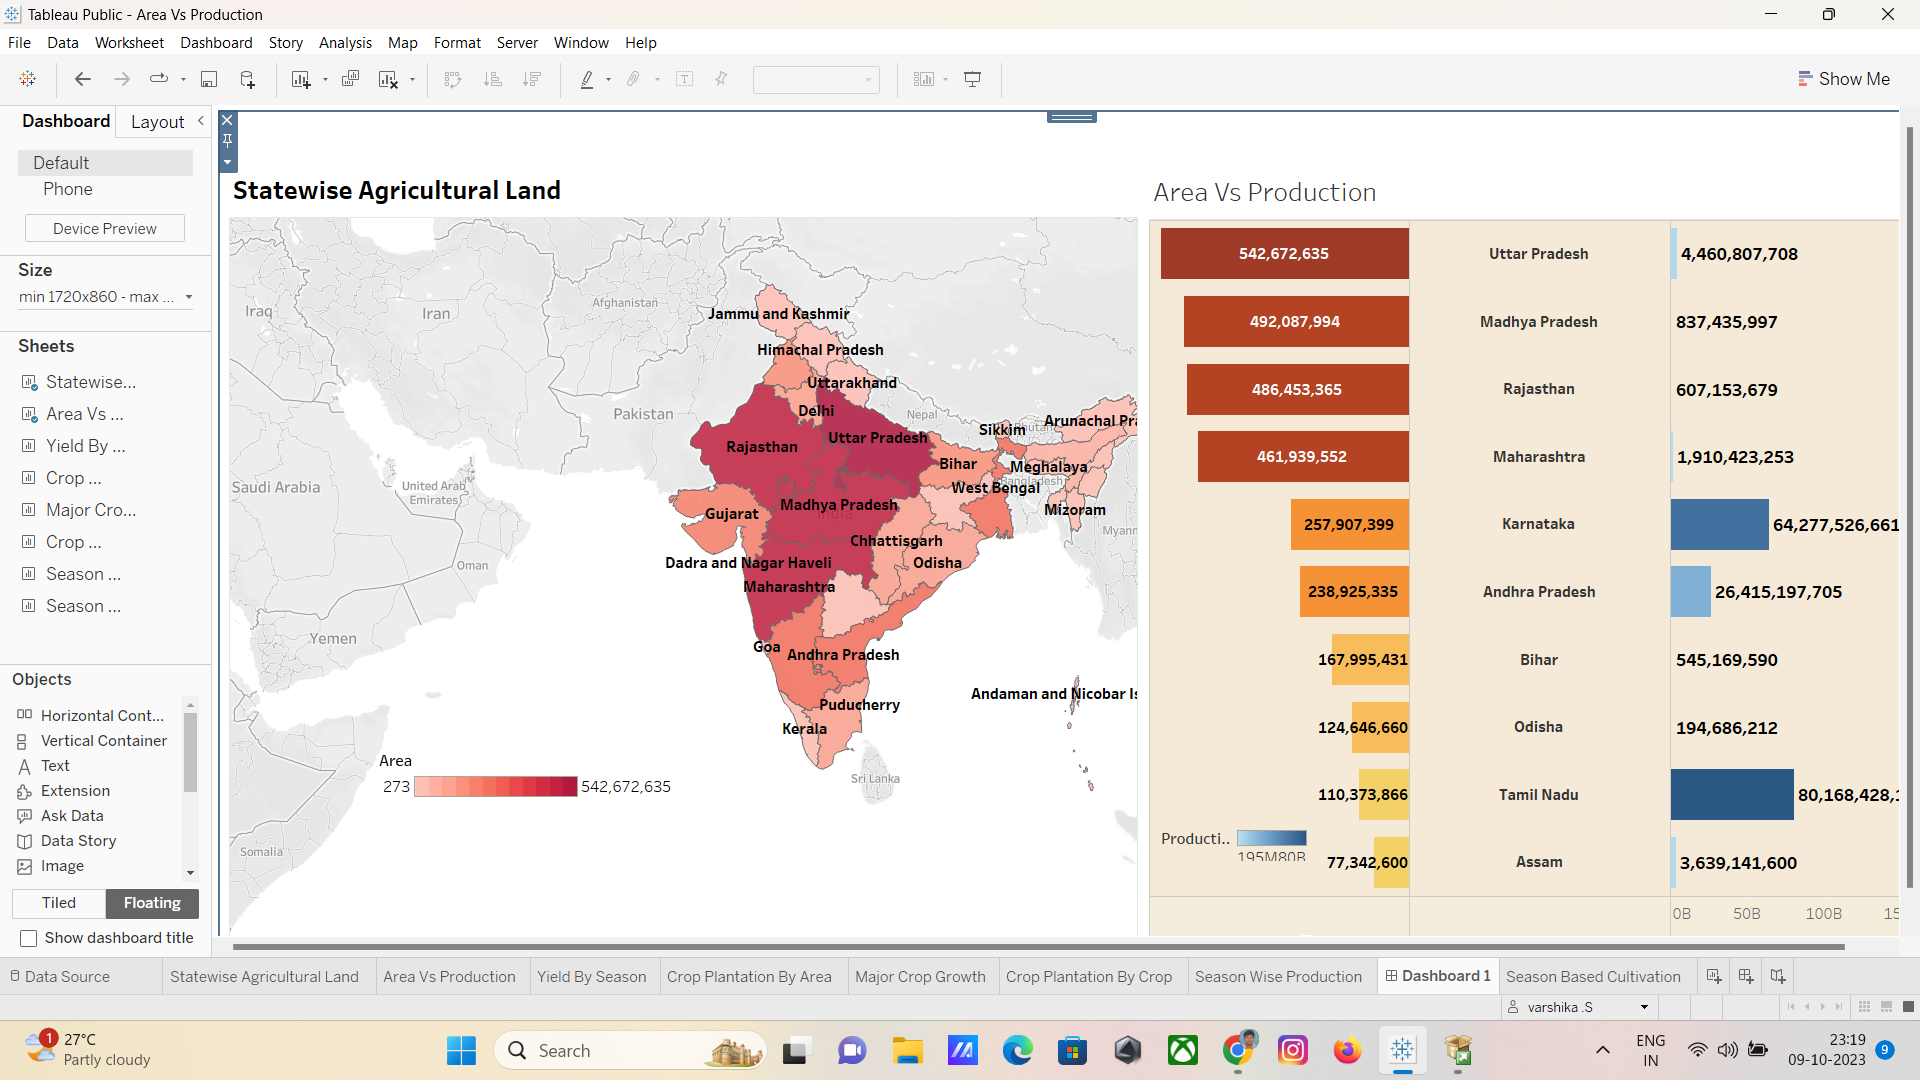 Tableau Public - Area Vs Production
File Data Worksheet Dashboard Story Analysis Map Format Server Window Help
Show Me
Dashboard Layout
Default
Phone
Device Preview
Size
min 1720x860 - max ...
Sheets
Statewise...
Area Vs ...
Yield By ...
Crop ...
Major Cro...
Crop ...
Season ...
Season ...
Objects
Horizontal Cont...
Vertical Container
Text
Extension
Ask Data
Data Story
Image
Tiled Floating
Show dashboard title
Statewise Agricultural Land
Iraq
Iran
Afghanistan
Pakistan
Saudi Arabia
United Arab
Emirates
Oman
Yemen
Somalia
Nepal
Bhutan
Bangladesh
Myanm
India
Sri Lanka
Jammu and Kashmir
Himachal Pradesh
Uttarakhand
Delhi
Rajasthan
Uttar Pradesh
Sikkim
Arunachal Pra
Bihar
Meghalaya
West Bengal
Mizoram
Gujarat
Madhya Pradesh
Chhattisgarh
Dadra and Nagar Haveli
Odisha
Maharashtra
Goa
Andhra Pradesh
Andaman and Nicobar Is
Puducherry
Kerala
Area
273 542,672,635
Area Vs Production
542,672,635 Uttar Pradesh 4,460,807,708
492,087,994 Madhya Pradesh 837,435,997
486,453,365 Rajasthan 607,153,679
461,939,552 Maharashtra 1,910,423,253
257,907,399 Karnataka 64,277,526,661
238,925,335 Andhra Pradesh 26,415,197,705
167,995,431 Bihar 545,169,590
124,646,660 Odisha 194,686,212
110,373,866 Tamil Nadu 80,168,428,1
Producti..
195M80B
77,342,600 Assam 3,639,141,600
0B 50B 100B 15
Data Source Statewise Agricultural Land Area Vs Production Yield By Season Crop Plantation By Area Major Crop Growth Crop Plantation By Crop Season Wise Production Dashboard 1 Season Based Cultivation
varshika .S
1
27°C
Partly cloudy
Search
ENG
IN
23:19
09-10-2023
9